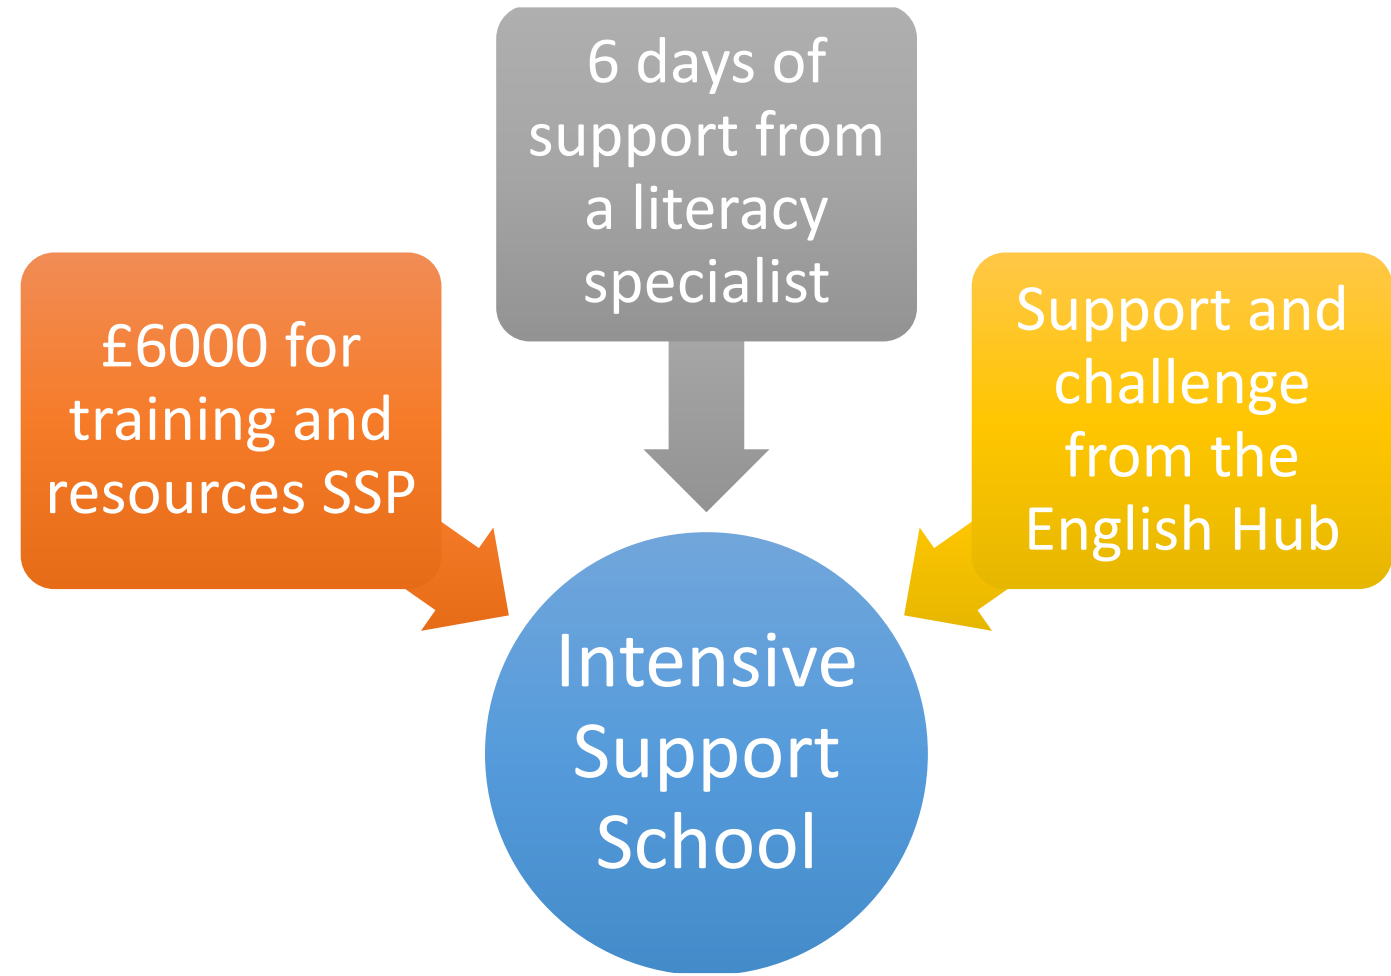 6 days of
support from
a literacy
specialist
£6000 for
training and
resources SSP
Support and
challenge
from the
English Hub
Intensive
Support
School